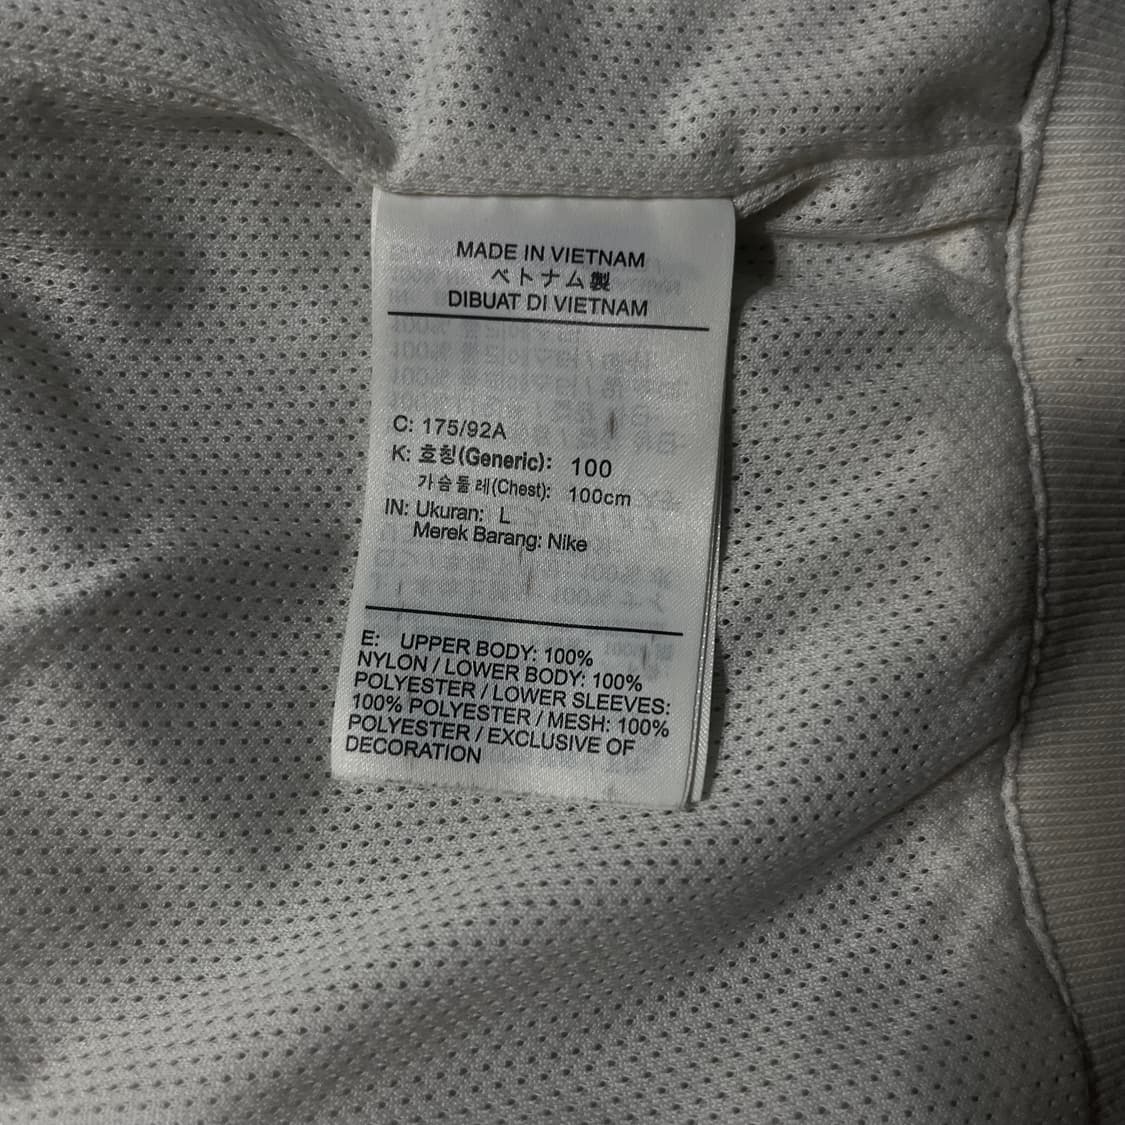 MADE IN VIETNAM
ベトナム製
DIBUAT DI VIETNAM
C: 175/92A
K: 호칭(Generic): 100
가슴둘레(Chest): 100cm
IN: Ukuran: L
Merek Barang: Nike
E: UPPER BODY: 100%
NYLON / LOWER BODY: 100%
POLYESTER / LOWER SLEEVES:
100% POLYESTER / MESH: 100%
POLYESTER / EXCLUSIVE OF
DECORATION